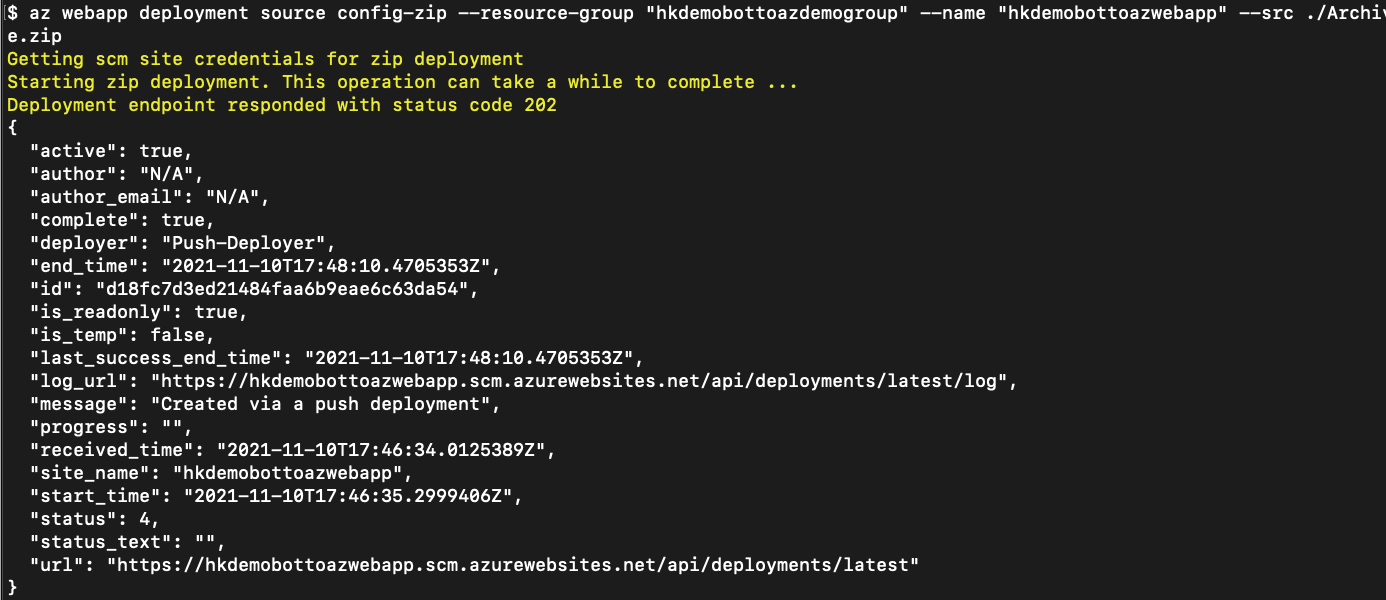 $ az webapp deployment source config-zip --resource-group "hkdemobottoazdemogroup" --name "hkdemobottoazwebapp" --src ./Archiv
e.zip
Getting scm site credentials for zip deployment
Starting zip deployment. This operation can take a while to complete ...
Deployment endpoint responded with status code 202
{
  "active": true,
  "author": "N/A",
  "author_email": "N/A",
  "complete": true,
  "deployer": "Push-Deployer",
  "end_time": "2021-11-10T17:48:10.4705353Z",
  "id": "d18fc7d3ed21484faa6b9eae6c63da54",
  "is_readonly": true,
  "is_temp": false,
  "last_success_end_time": "2021-11-10T17:48:10.4705353Z",
  "log_url": "https://hkdemobottoazwebapp.scm.azurewebsites.net/api/deployments/latest/log",
  "message": "Created via a push deployment",
  "progress": "",
  "received_time": "2021-11-10T17:46:34.0125389Z",
  "site_name": "hkdemobottoazwebapp",
  "start_time": "2021-11-10T17:46:35.2999406Z",
  "status": 4,
  "status_text": "",
  "url": "https://hkdemobottoazwebapp.scm.azurewebsites.net/api/deployments/latest"
}